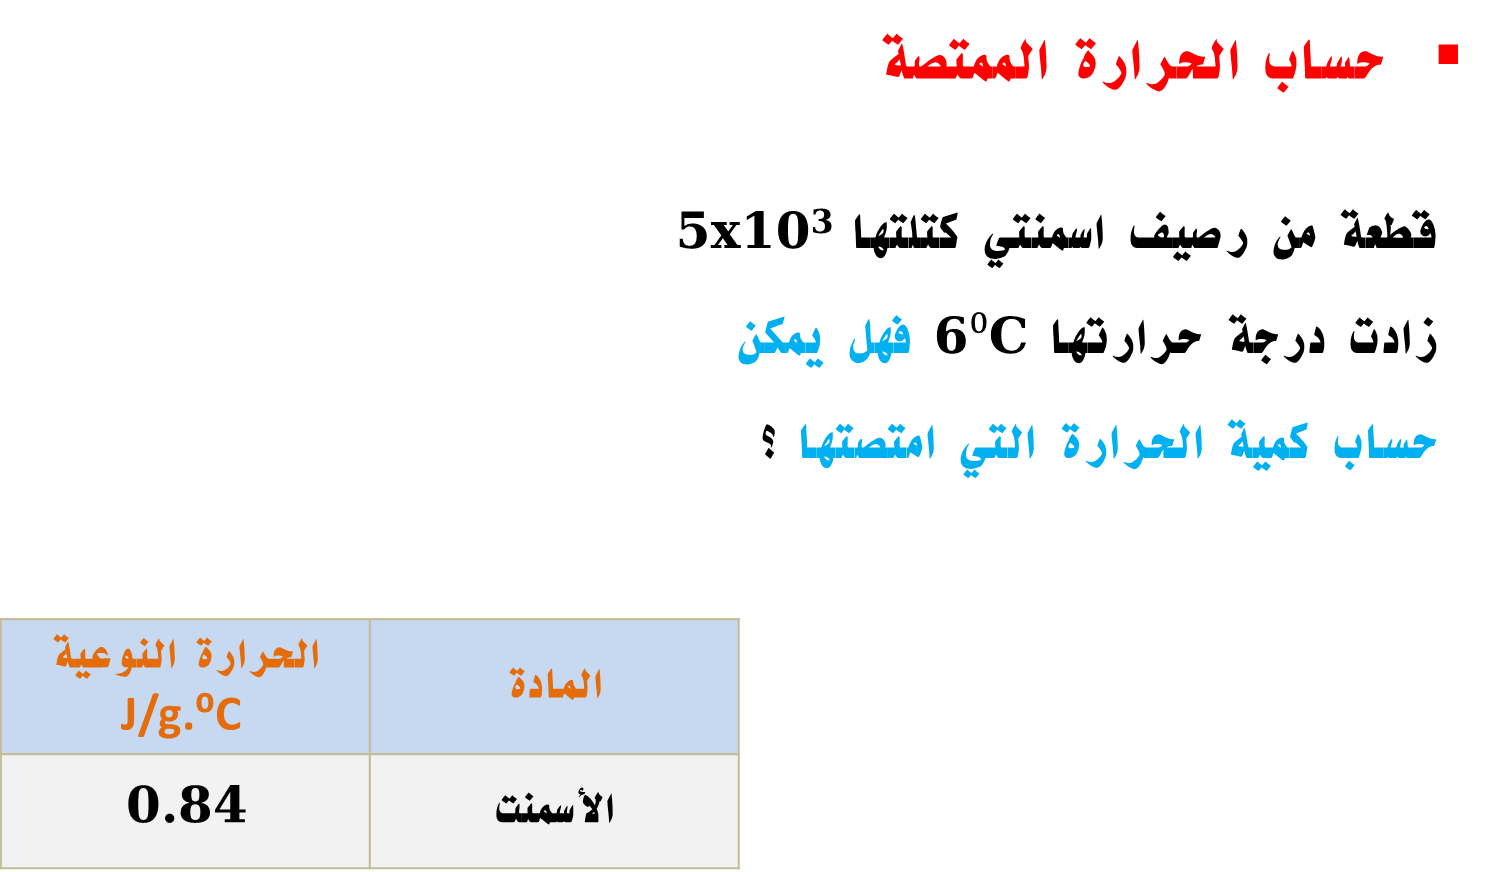 ▪ حساب الحرارة الممتصة
قطعة من رصيف اسمنتي كتلتها 5x10³
زادت درجة حرارتها 6⁰C فهل يمكن
حساب كمية الحرارة التي امتصتها ؟
المادة
الحرارة النوعية
J/g.⁰C
الأسمنت
0.84